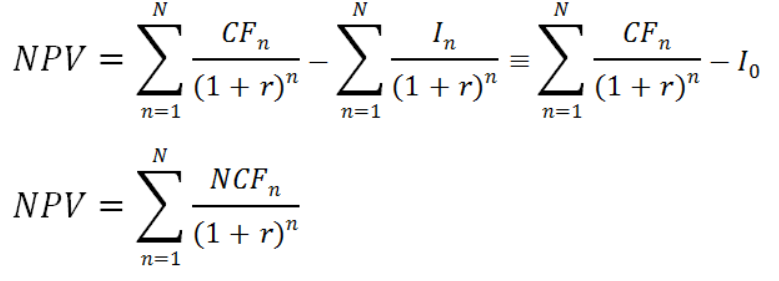 NPV = \sum_{n=1}^{N} \frac{CF_n}{(1 + r)^n} - \sum_{n=1}^{N} \frac{I_n}{(1 + r)^n} \equiv \sum_{n=1}^{N} \frac{CF_n}{(1 + r)^n} - I_0
NPV = \sum_{n=1}^{N} \frac{NCF_n}{(1 + r)^n}